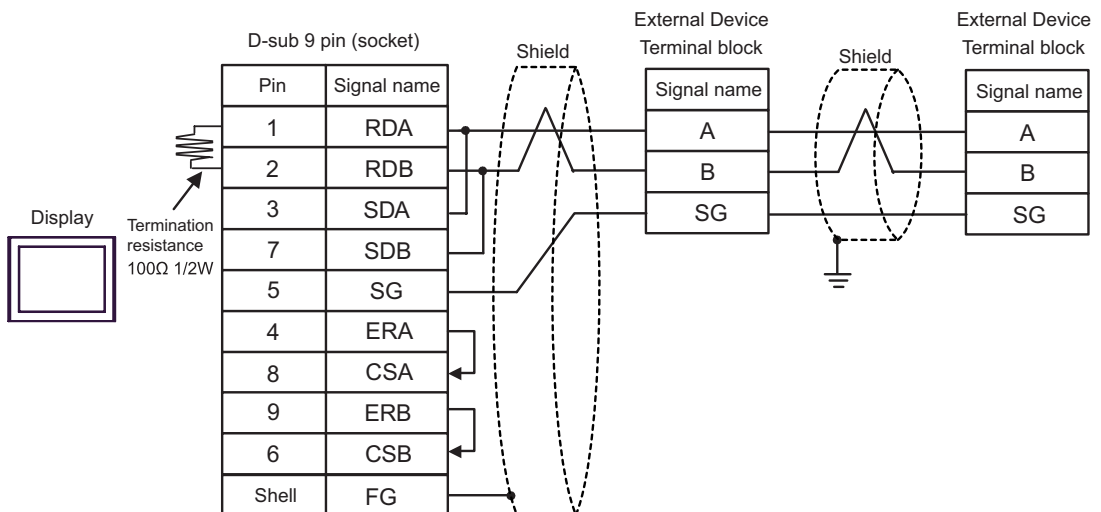 D-sub 9 pin (socket)
Shield
External Device
Terminal block
Shield
External Device
Terminal block
Pin Signal name
1 RDA
2 RDB
3 SDA
7 SDB
5 SG
4 ERA
8 CSA
9 ERB
6 CSB
Shell FG
Signal name
A
B
SG
Signal name
A
B
SG
Display
Termination
resistance
100Ω 1/2W